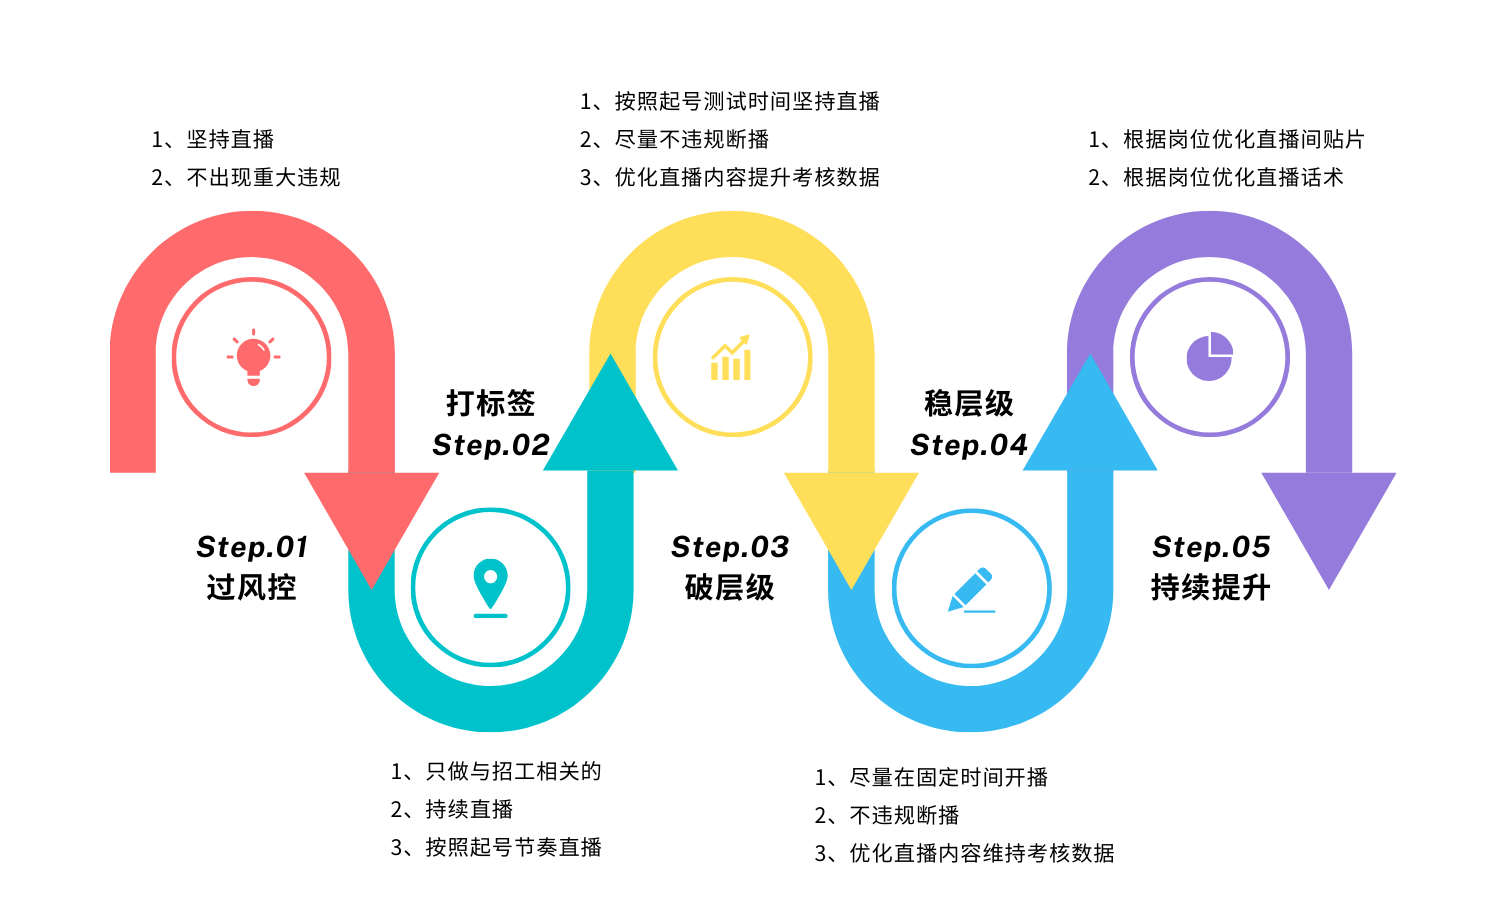 1、坚持直播
2、不出现重大违规
Step.01
过风控
打标签
Step.02
1、只做与招工相关的
2、持续直播
3、按照起号节奏直播
1、按照起号测试时间坚持直播
2、尽量不违规断播
3、优化直播内容提升考核数据
Step.03
破层级
稳层级
Step.04
1、尽量在固定时间开播
2、不违规断播
3、优化直播内容维持考核数据
1、根据岗位优化直播间贴片
2、根据岗位优化直播话术
Step.05
持续提升